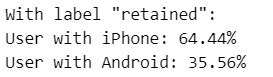 With label "retained":
User with iPhone: 64.44%
User with Android: 35.56%